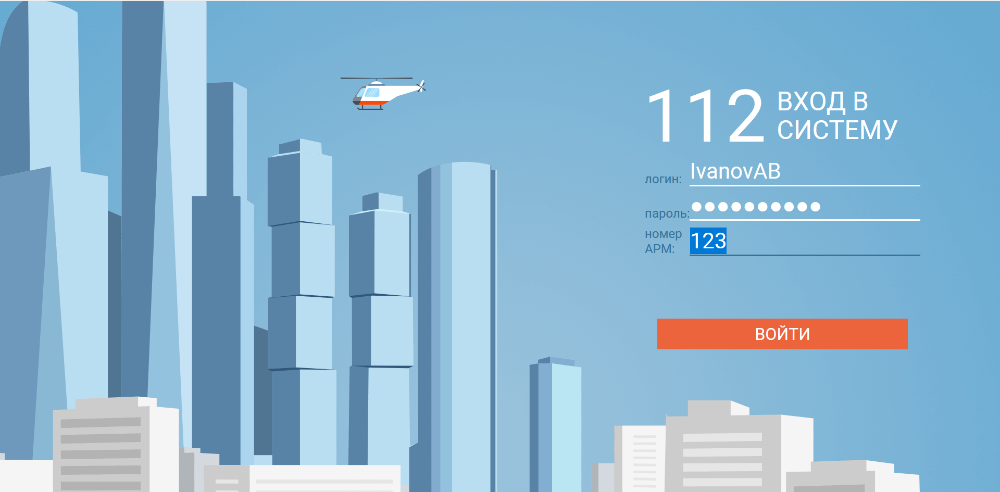 112 ВХОД В
СИСТЕМУ
логин: IvanovAB
пароль: ●●●●●●●●●●
номер
АРМ: 123
ВОЙТИ